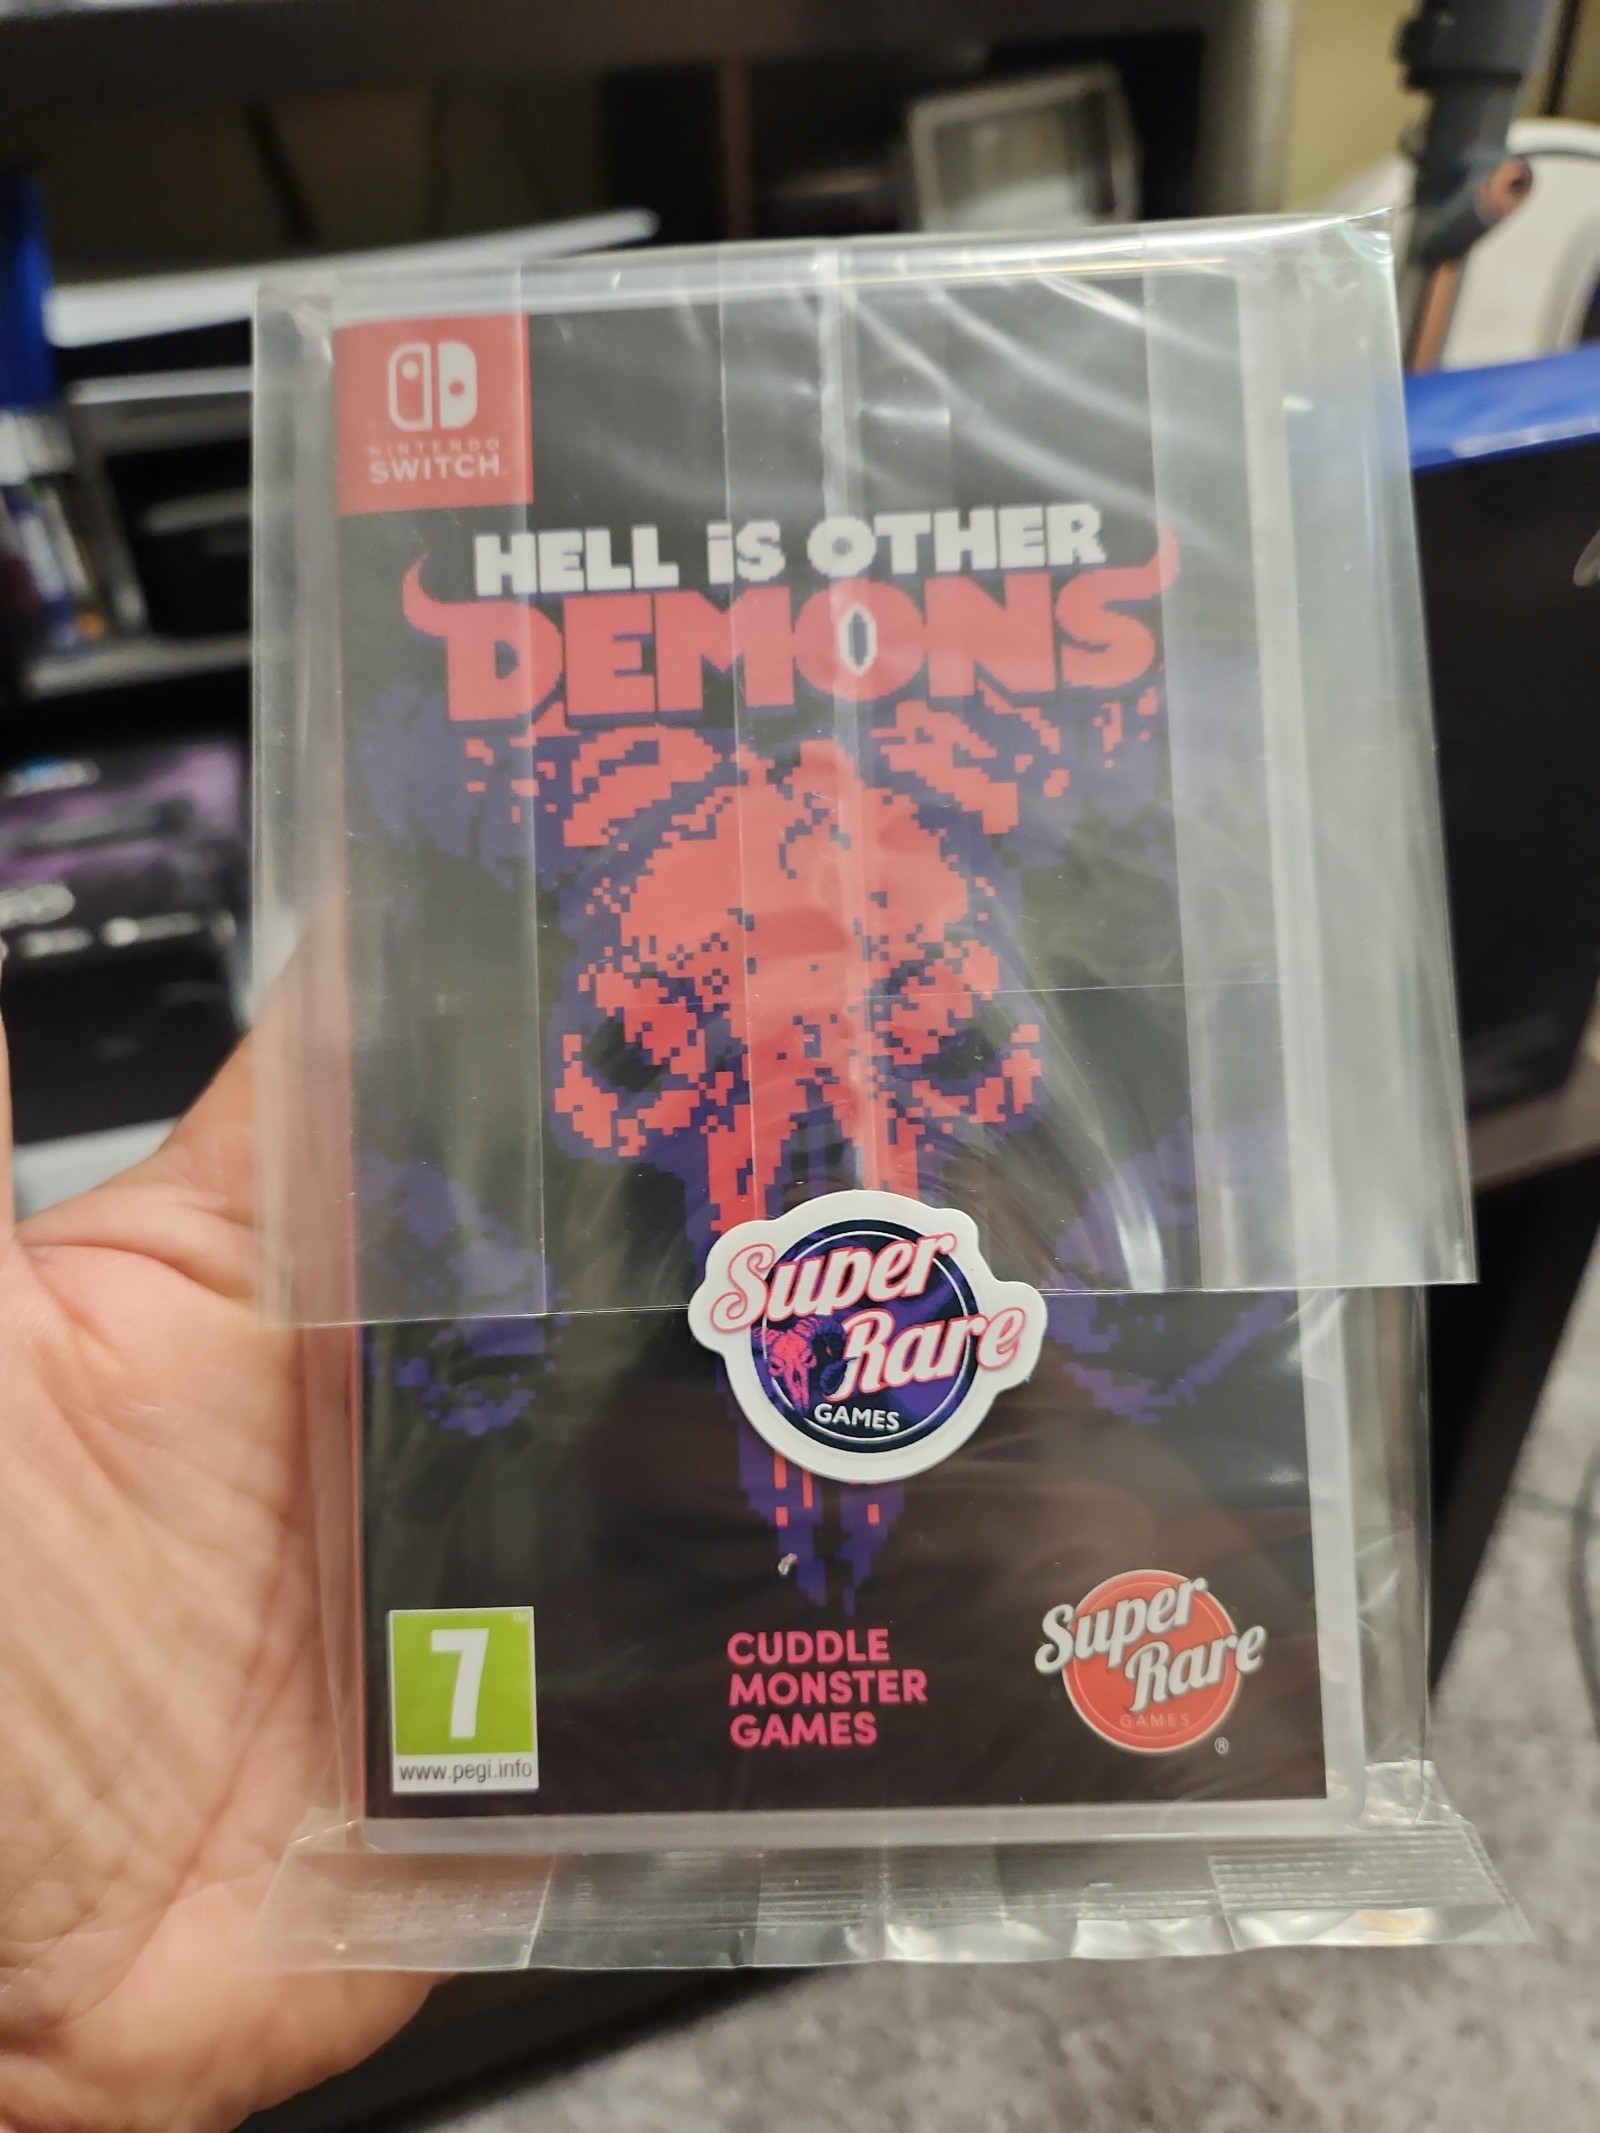 NINTENDO
SWITCH
HELL iS OTHER
DEMONS
Super
Rare
GAMES
7
www.pegi.info
CUDDLE
MONSTER
GAMES
Super
Rare
GAMES
®